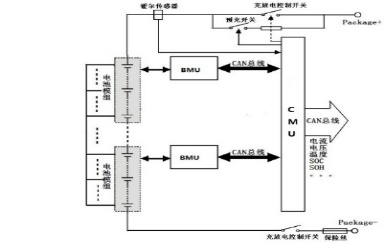 霍尔传感器
充放电控制开关
预充开关
Package+
BMU
CAN总线
C
M
U
CAN总线
电流
电压
温度
SOC
SOH
BMU
CAN总线
Package-
充放电控制开关
保险丝